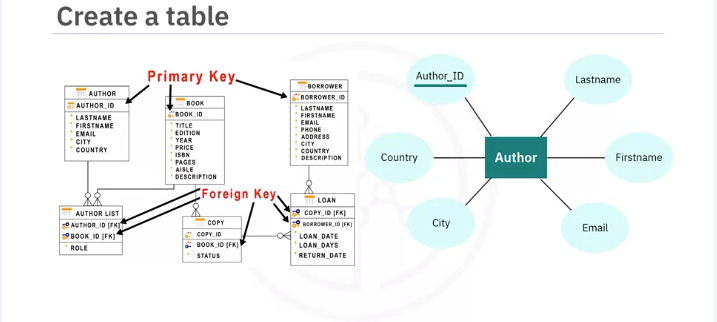 Create a table
Primary Key
AUTHOR
AUTHOR_ID
LASTNAME
FIRSTNAME
EMAIL
CITY
COUNTRY
BOOK
BOOK_ID
TITLE
EDITION
YEAR
PRICE
ISBN
PAGES
AISLE
DESCRIPTION
BORROWER
BORROWER_ID
LASTNAME
FIRSTNAME
EMAIL
PHONE
ADDRESS
CITY
COUNTRY
DESCRIPTION
Foreign Key
AUTHOR LIST
AUTHOR_ID [FK]
BOOK_ID [FK]
ROLE
COPY
COPY_ID
BOOK_ID [FK]
STATUS
LOAN
COPY_ID [FK]
BORROWER_ID [FK]
LOAN_DATE
LOAN_DAYS
RETURN_DATE
Author_ID
Lastname
Country
Author
Firstname
City
Email